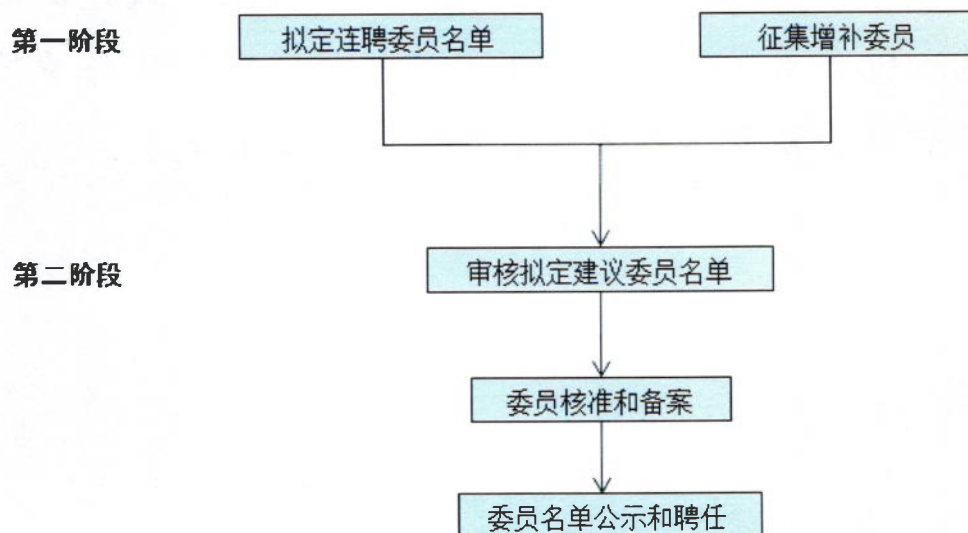 第一阶段
拟定连聘委员名单
征集增补委员
第二阶段
审核拟定建议委员名单
委员核准和备案
委员名单公示和聘任